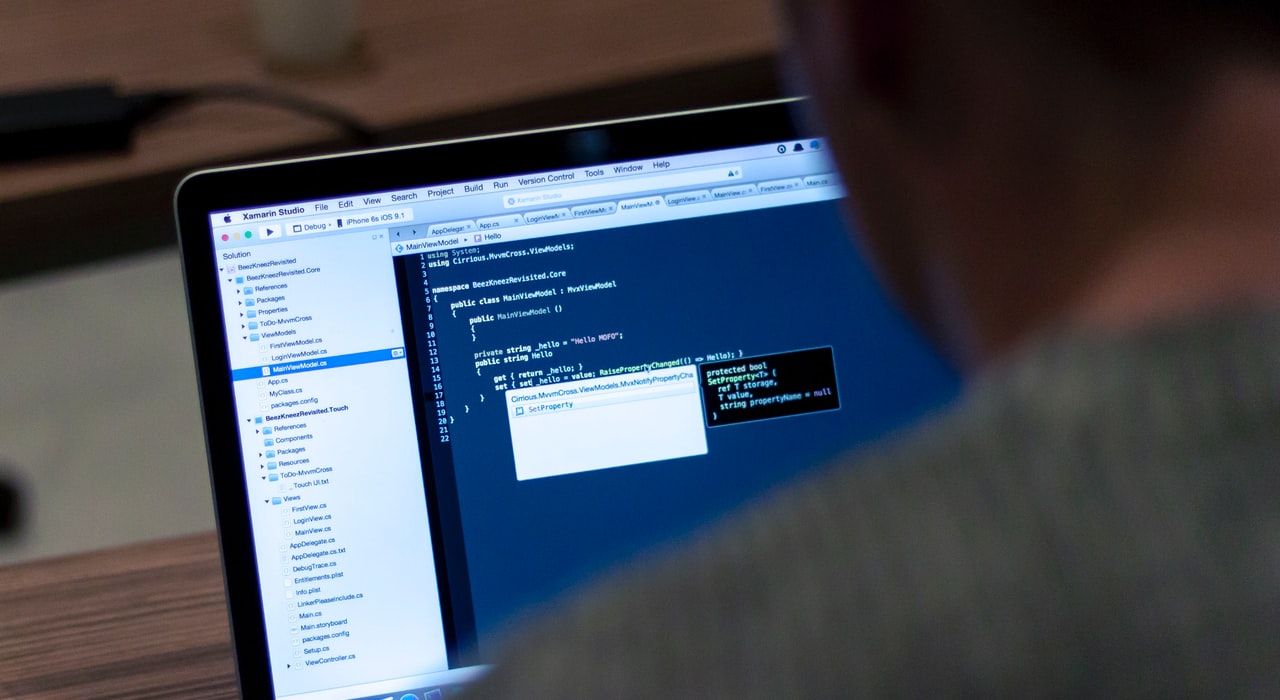 Xamarin Studio File Edit View Search Project Build Run Version Control Tools Window Help
Debug iPhone 6s iOS 9.1
Xamarin Studio
AppDelegat App.cs LoginViewM FirstViewM MainViewM LoginView.c MainView.c FirstView.cs Main.cs
MainViewModel Hello
Solution
BeezKneezRevisited
BeezKneezRevisited.Core
References
Packages
Properties
ToDo-MvvmCross
ViewModels
FirstViewModel.cs
LoginViewModel.cs
MainViewModel.cs
App.cs
MyClass.cs
packages.config
BeezKneezRevisited.Touch
References
Components
Packages
Resources
ToDo-MvvmCross
Touch UI.txt
Views
FirstView.cs
LoginView.cs
MainView.cs
AppDelegate.cs
AppDelegate.cs.txt
DebugTrace.cs
Entitlements.plist
Info.plist
LinkerPleaseInclude.cs
Main.cs
Main.storyboard
packages.config
Setup.cs
ViewController.cs
1 using System;
2 using Cirrious.MvvmCross.ViewModels;
3
4
5 namespace BeezKneezRevisited.Core
6 {
7 public class MainViewModel : MvxViewModel
8 {
9 public MainViewModel ()
10 {
11 }
12
13 private string _hello = "Hello MOFO";
14 public string Hello
15 {
16 get { return _hello; }
17 set { set _hello = value; RaisePropertyChanged(() => Hello); }
18 }
19 }
20 }
21
22
Cirrious.MvvmCross.ViewModels.MvxNotifyPropertyCha
SetProperty
protected bool
SetProperty<T> (
ref T storage,
T value,
string propertyName = null
)